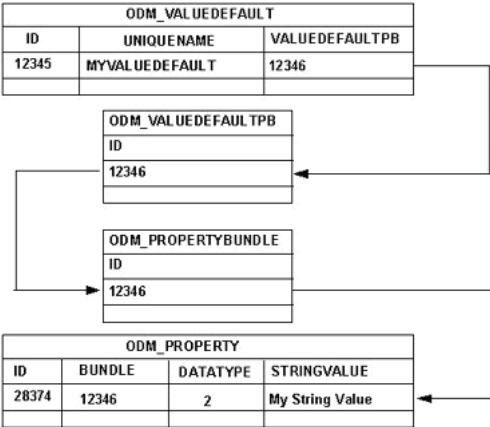 ODM_VALUEDEFAULT
ID UNIQUENAME VALUEDEFAULTPB
12345 MYVALUEDEFAULT 12346
ODM_VALUEDEFAULTPB
ID
12346
ODM_PROPERTYBUNDLE
ID
12346
ODM_PROPERTY
ID BUNDLE DATATYPE STRINGVALUE
28374 12346 2 My String Value